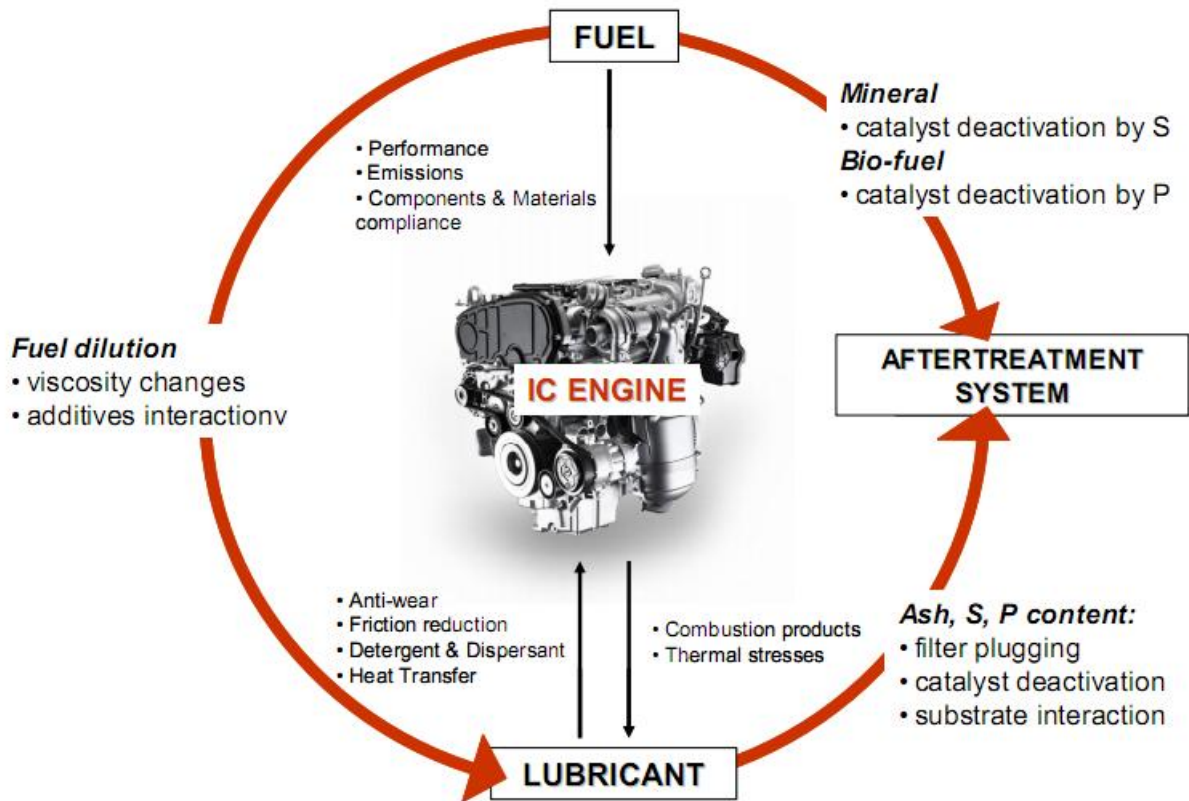 FUEL
Mineral
• catalyst deactivation by S
Bio-fuel
• catalyst deactivation by P
• Performance
• Emissions
• Components & Materials
compliance
Fuel dilution
• viscosity changes
• additives interactionv
IC ENGINE
AFTERTREATMENT
SYSTEM
• Anti-wear
• Friction reduction
• Detergent & Dispersant
• Heat Transfer
• Combustion products
• Thermal stresses
Ash, S, P content:
• filter plugging
• catalyst deactivation
• substrate interaction
LUBRICANT